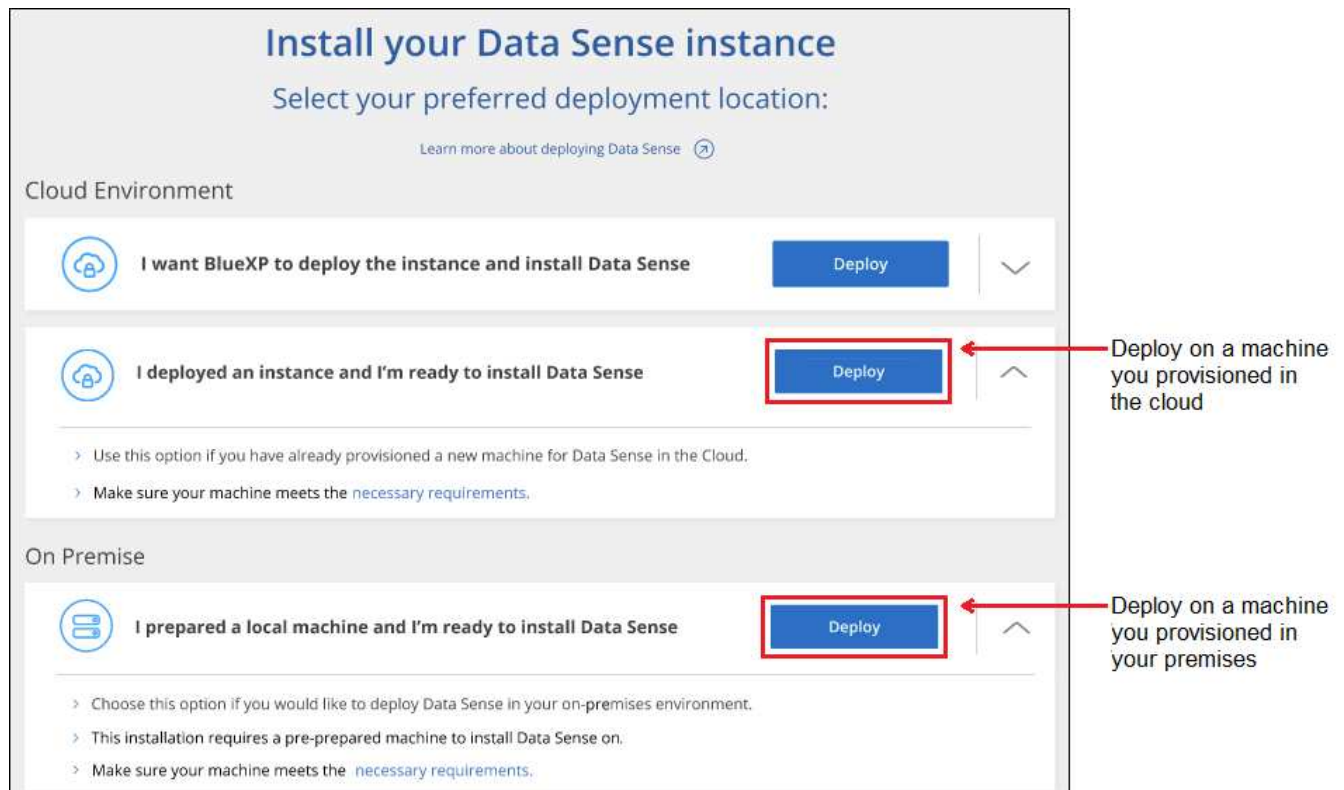 Install your Data Sense instance
Select your preferred deployment location:
Learn more about deploying Data Sense
Cloud Environment
I want BlueXP to deploy the instance and install Data Sense
Deploy
I deployed an instance and I'm ready to install Data Sense
Deploy
Deploy on a machine
you provisioned in
the cloud
Use this option if you have already provisioned a new machine for Data Sense in the Cloud.
Make sure your machine meets the necessary requirements.
On Premise
I prepared a local machine and I'm ready to install Data Sense
Deploy
Deploy on a machine
you provisioned in
your premises
Choose this option if you would like to deploy Data Sense in your on-premises environment.
This installation requires a pre-prepared machine to install Data Sense on.
Make sure your machine meets the necessary requirements.